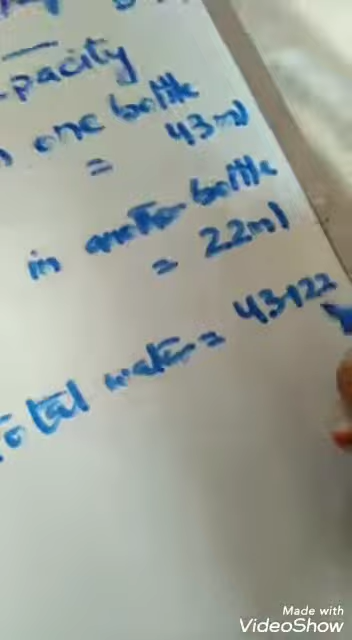 pacity
one bottle
= 43ml
in another bottle
= 22ml
total water = 43+22
Made with
VideoShow